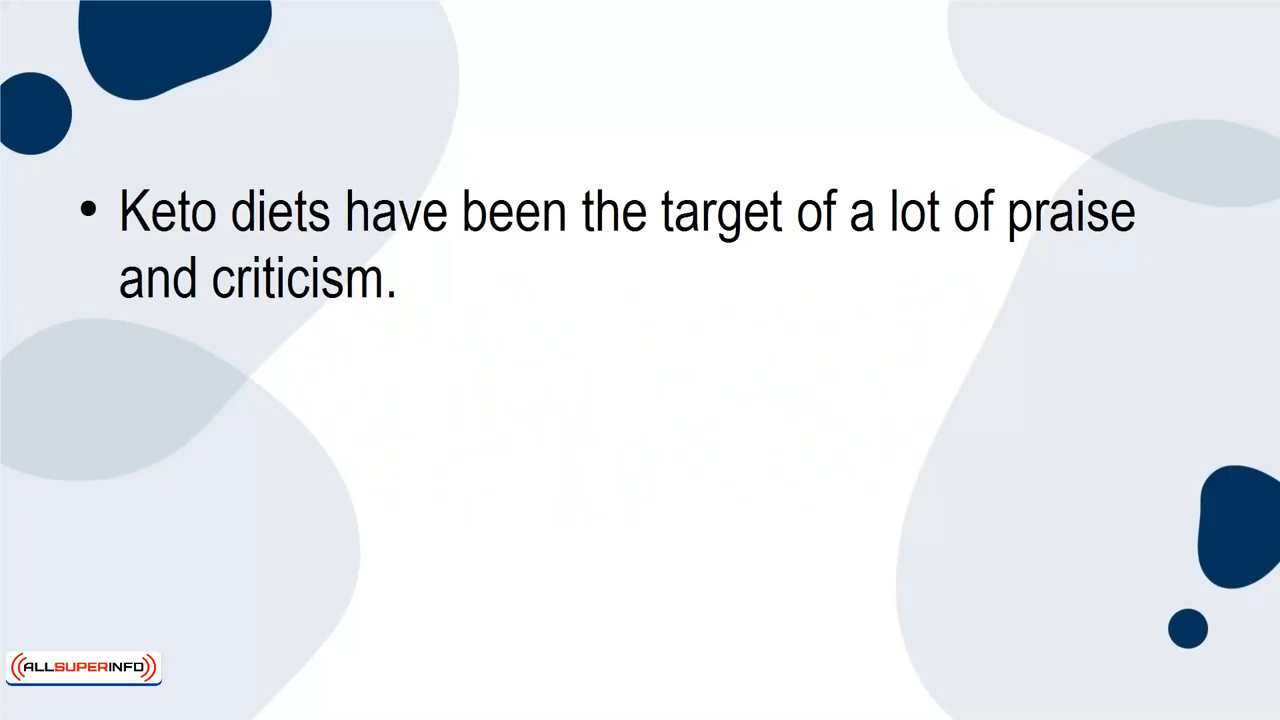 • Keto diets have been the target of a lot of praise
and criticism.
ALLSUPERINFO